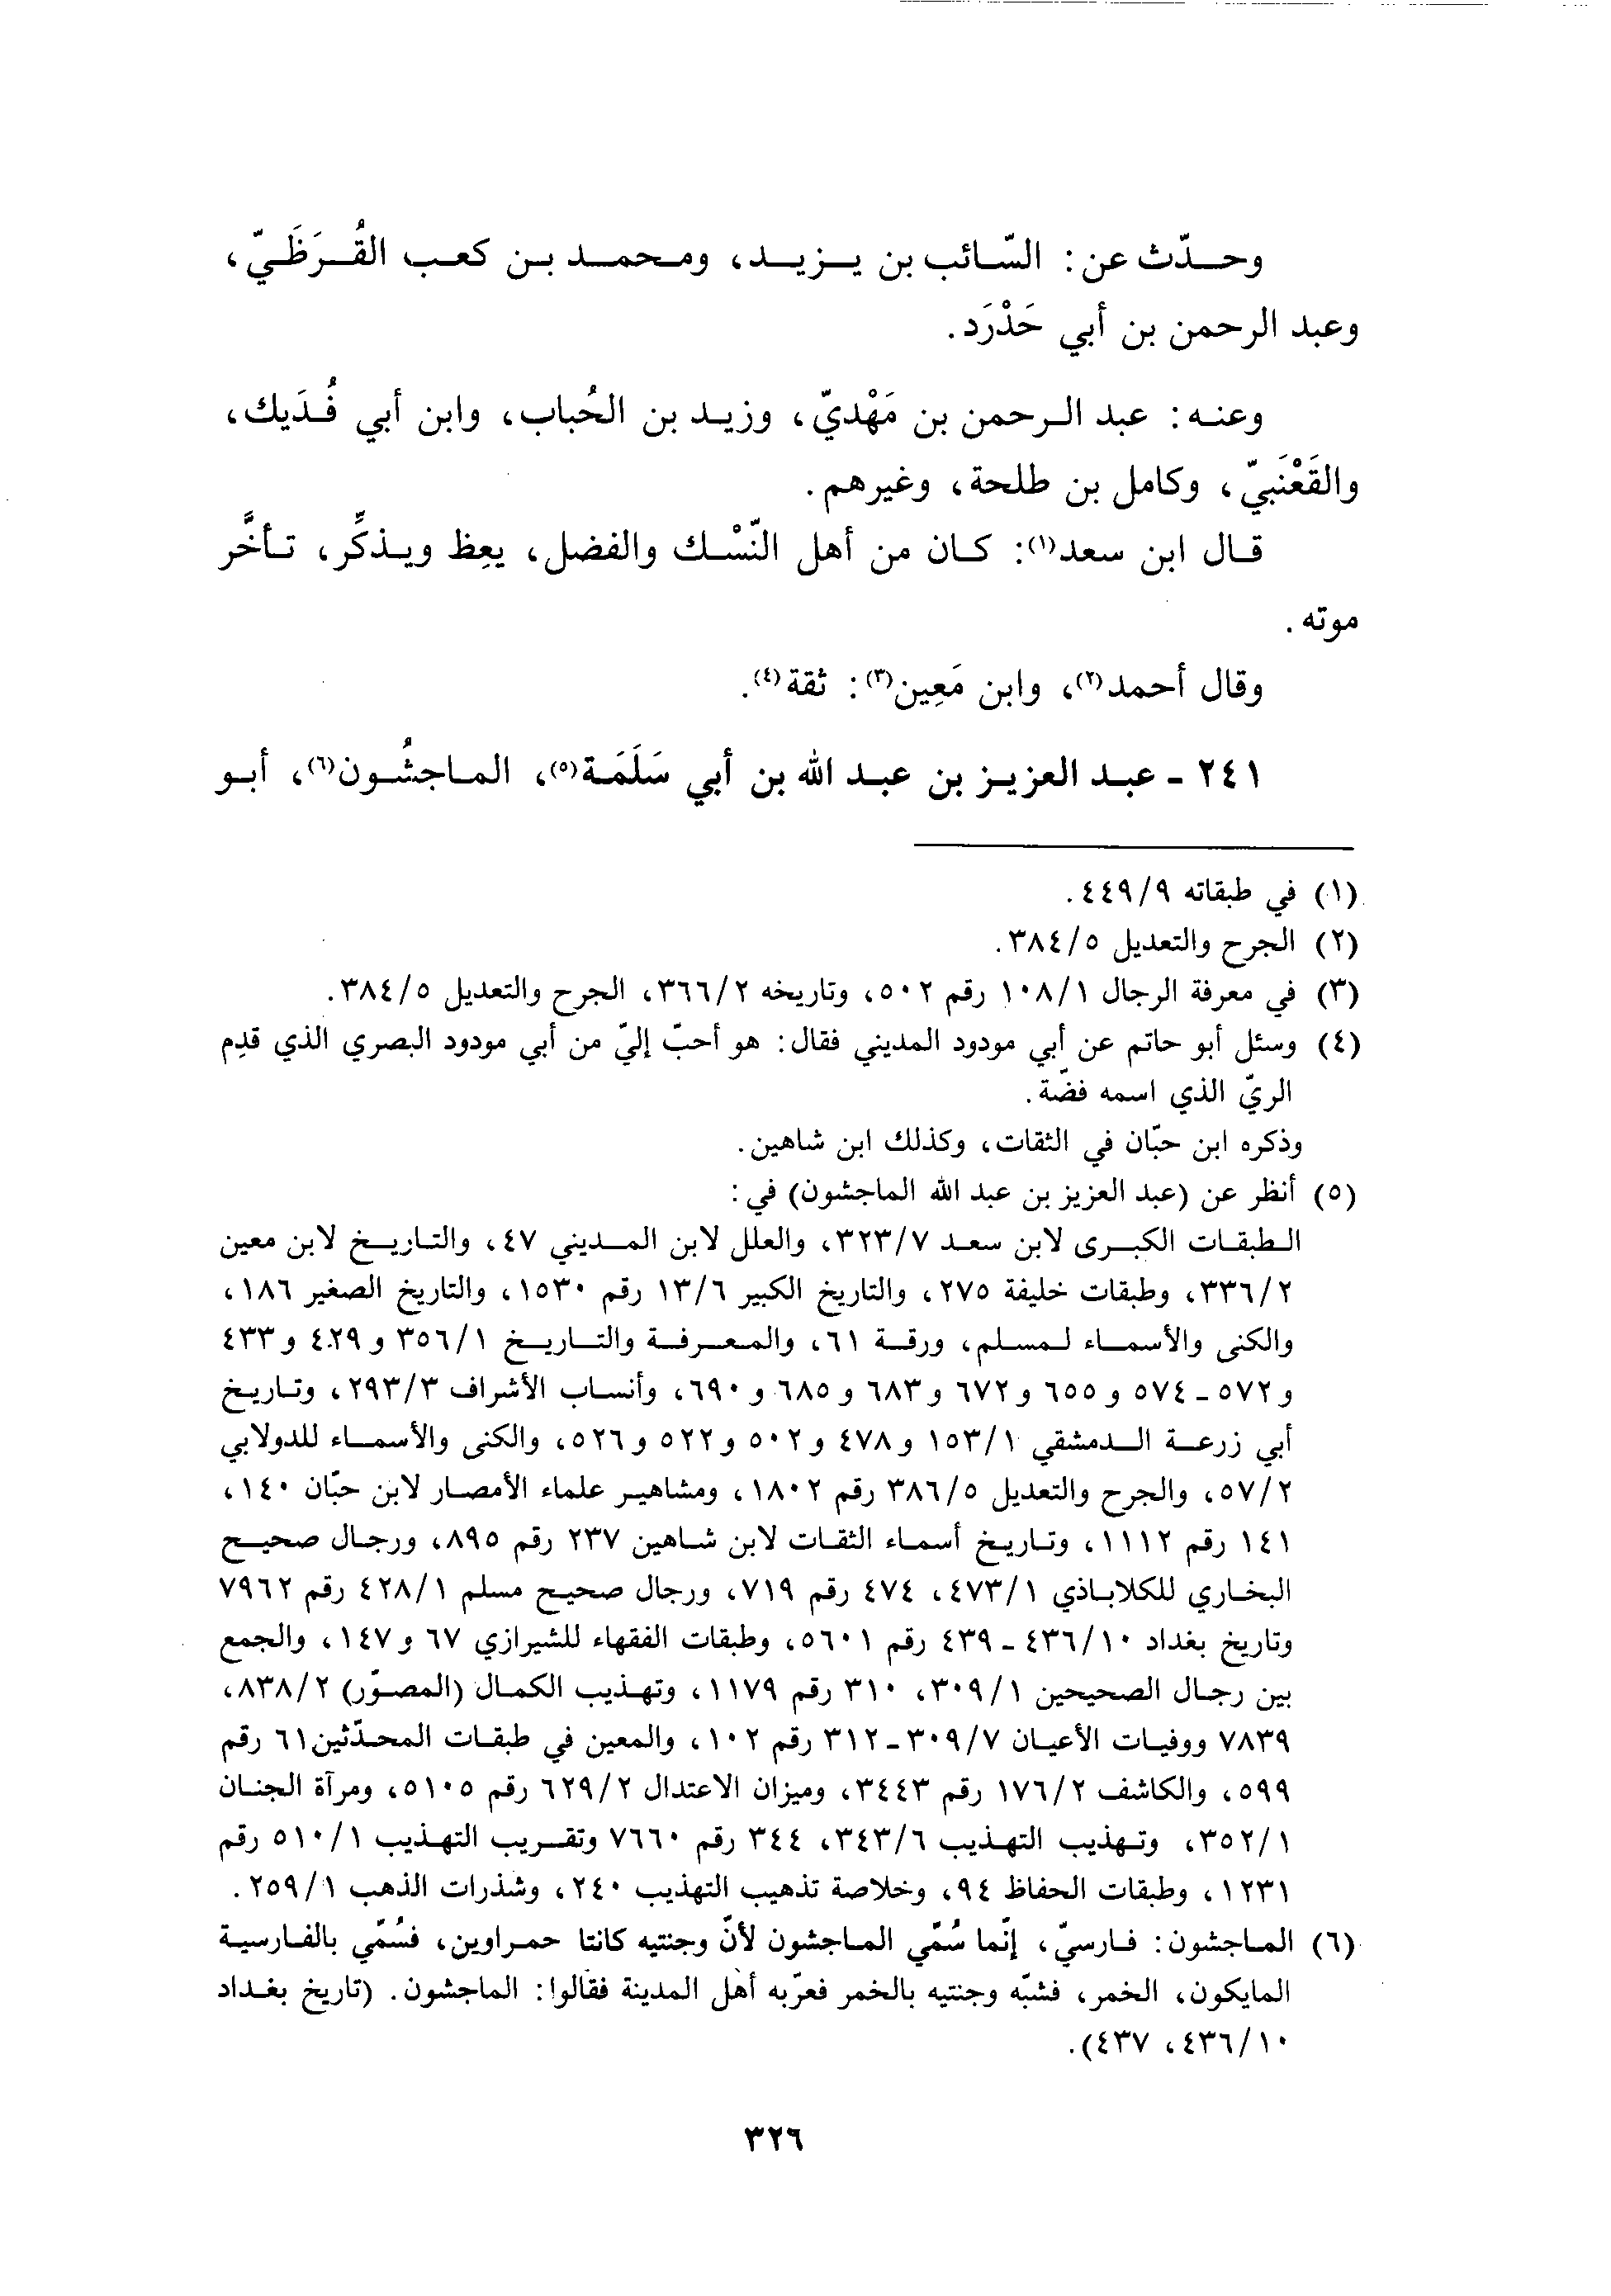 وحدّث عن: السّائب بن يزيد، ومحمد بن كعب القُرَظَيّ،
وعبد الرحمن بن أبي حَدْرَد.
وعنه: عبد الرحمن بن مَهْديّ، وزيد بن الحُباب، وابن أبي فُدَيك،
والقَعْنَبيّ، وكامل بن طلحة، وغيرهم.
قال ابن سعد(١): كان من أهل النّسْك والفضل، يعِظ ويذكِّر، تأخَّر
موته.
وقال أحمد(٢)، وابن مَعِين(٣): ثقة(٤).
٢٤١ - عبد العزيز بن عبد الله بن أبي سَلَمَة(٥)، الماجشُون(٦)، أبو
(١) في طبقاته ٤٤٩/٩.
(٢) الجرح والتعديل ٣٨٤/٥.
(٣) في معرفة الرجال ١٠٨/١ رقم ٥٠٢، وتاريخه ٣٦٦/٢، الجرح والتعديل ٣٨٤/٥.
(٤) وسئل أبو حاتم عن أبي مودود المديني فقال: هو أحبّ إليّ من أبي مودود البصري الذي قدِم
الريّ الذي اسمه فضّة.
وذكره ابن حبّان في الثقات، وكذلك ابن شاهين.
(٥) أنظر عن (عبد العزيز بن عبد الله الماجشون) في:
الطبقات الكبرى لابن سعد ٣٢٣/٧، والعلل لابن المديني ٤٧، والتاريخ لابن معين
٣٣٦/٢، وطبقات خليفة ٢٧٥، والتاريخ الكبير ١٣/٦ رقم ١٥٣٠، والتاريخ الصغير ١٨٦،
والكنى والأسماء لمسلم، ورقة ٦١، والمعرفة والتاريخ ٣٥٦/١ و ٤٢٩ و ٤٣٣
و ٥٧٢ - ٥٧٤ و ٦٥٥ و ٦٧٢ و ٦٨٣ و ٦٨٥ و ٦٩٠، وأنساب الأشراف ٢٩٣/٣، وتاريخ
أبي زرعة الدمشقي ١٥٣/١ و ٤٧٨ و ٥٠٢ و ٥٢٢ و ٥٢٦، والكنى والأسماء للدولابي
٥٧/٢، والجرح والتعديل ٣٨٦/٥ رقم ١٨٠٢، ومشاهير علماء الأمصار لابن حبّان ١٤٠،
١٤١ رقم ١١١٢، وتاريخ أسماء الثقات لابن شاهين ٢٣٧ رقم ٨٩٥، ورجال صحيح
البخاري للكلاباذي ٤٧٣/١، ٤٧٤ رقم ٧١٩، ورجال صحيح مسلم ٤٢٨/١ رقم ٧٩٦٢
وتاريخ بغداد ٤٣٦/١٠ - ٤٣٩ رقم ٥٦٠١، وطبقات الفقهاء للشيرازي ٦٧ و ١٤٧، والجمع
بين رجال الصحيحين ٣٠٩/١، ٣١٠ رقم ١١٧٩، وتهذيب الكمال (المصوّر) ٨٣٨/٢،
٧٨٣٩ ووفيات الأعيان ٣٠٩/٧ - ٣١٢ رقم ١٠٢، والمعين في طبقات المحدّثين ٦١ رقم
٥٩٩، والكاشف ١٧٦/٢ رقم ٣٤٤٣، وميزان الاعتدال ٦٢٩/٢ رقم ٥١٠٥، ومرآة الجنان
٣٥٢/١، وتهذيب التهذيب ٣٤٣/٦، ٣٤٤ رقم ٧٦٦٠ وتقريب التهذيب ٥١٠/١ رقم
١٢٣١، وطبقات الحفاظ ٩٤، وخلاصة تذهيب التهذيب ٢٤٠، وشذرات الذهب ٢٥٩/١.
(٦) الماجشون: فارسيّ، إنّما سُمّي الماجشون لأنّ وجنتيه كانتا حمراوين، فسُمّي بالفارسية
المايكون، الخمر، فشبّه وجنتيه بالخمر فعرّبه أهل المدينة فقالوا: الماجشون. (تاريخ بغداد
٤٣٦/١٠، ٤٣٧).
٣٢٦